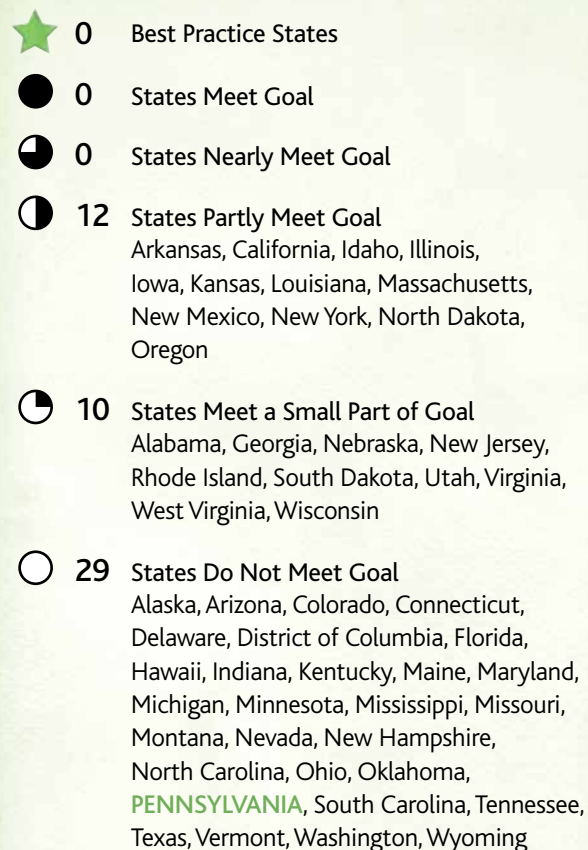 0 Best Practice States
0 States Meet Goal
0 States Nearly Meet Goal
12 States Partly Meet Goal
Arkansas, California, Idaho, Illinois,
Iowa, Kansas, Louisiana, Massachusetts,
New Mexico, New York, North Dakota,
Oregon
10 States Meet a Small Part of Goal
Alabama, Georgia, Nebraska, New Jersey,
Rhode Island, South Dakota, Utah, Virginia,
West Virginia, Wisconsin
29 States Do Not Meet Goal
Alaska, Arizona, Colorado, Connecticut,
Delaware, District of Columbia, Florida,
Hawaii, Indiana, Kentucky, Maine, Maryland,
Michigan, Minnesota, Mississippi, Missouri,
Montana, Nevada, New Hampshire,
North Carolina, Ohio, Oklahoma,
PENNSYLVANIA, South Carolina, Tennessee,
Texas, Vermont, Washington, Wyoming